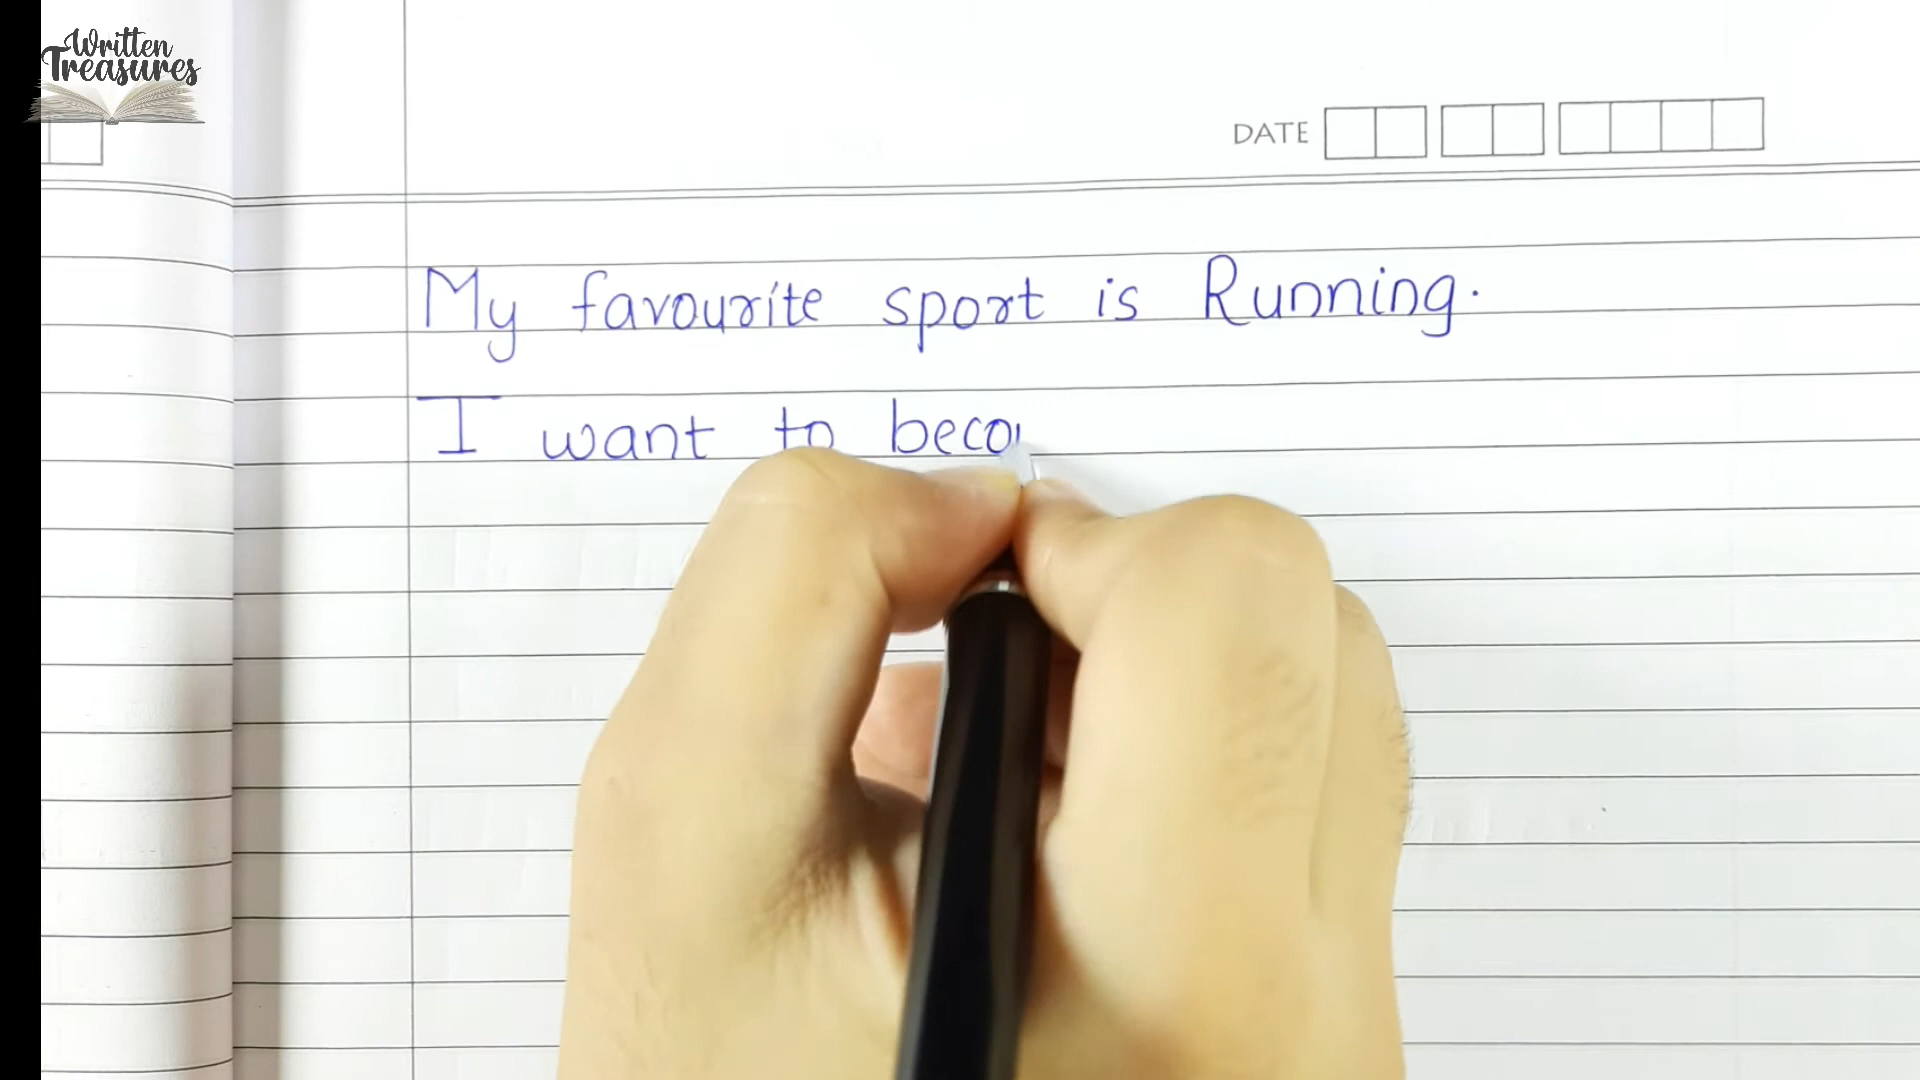 Written
Treasures
DATE
My favourite sport is Running.
I want to beco